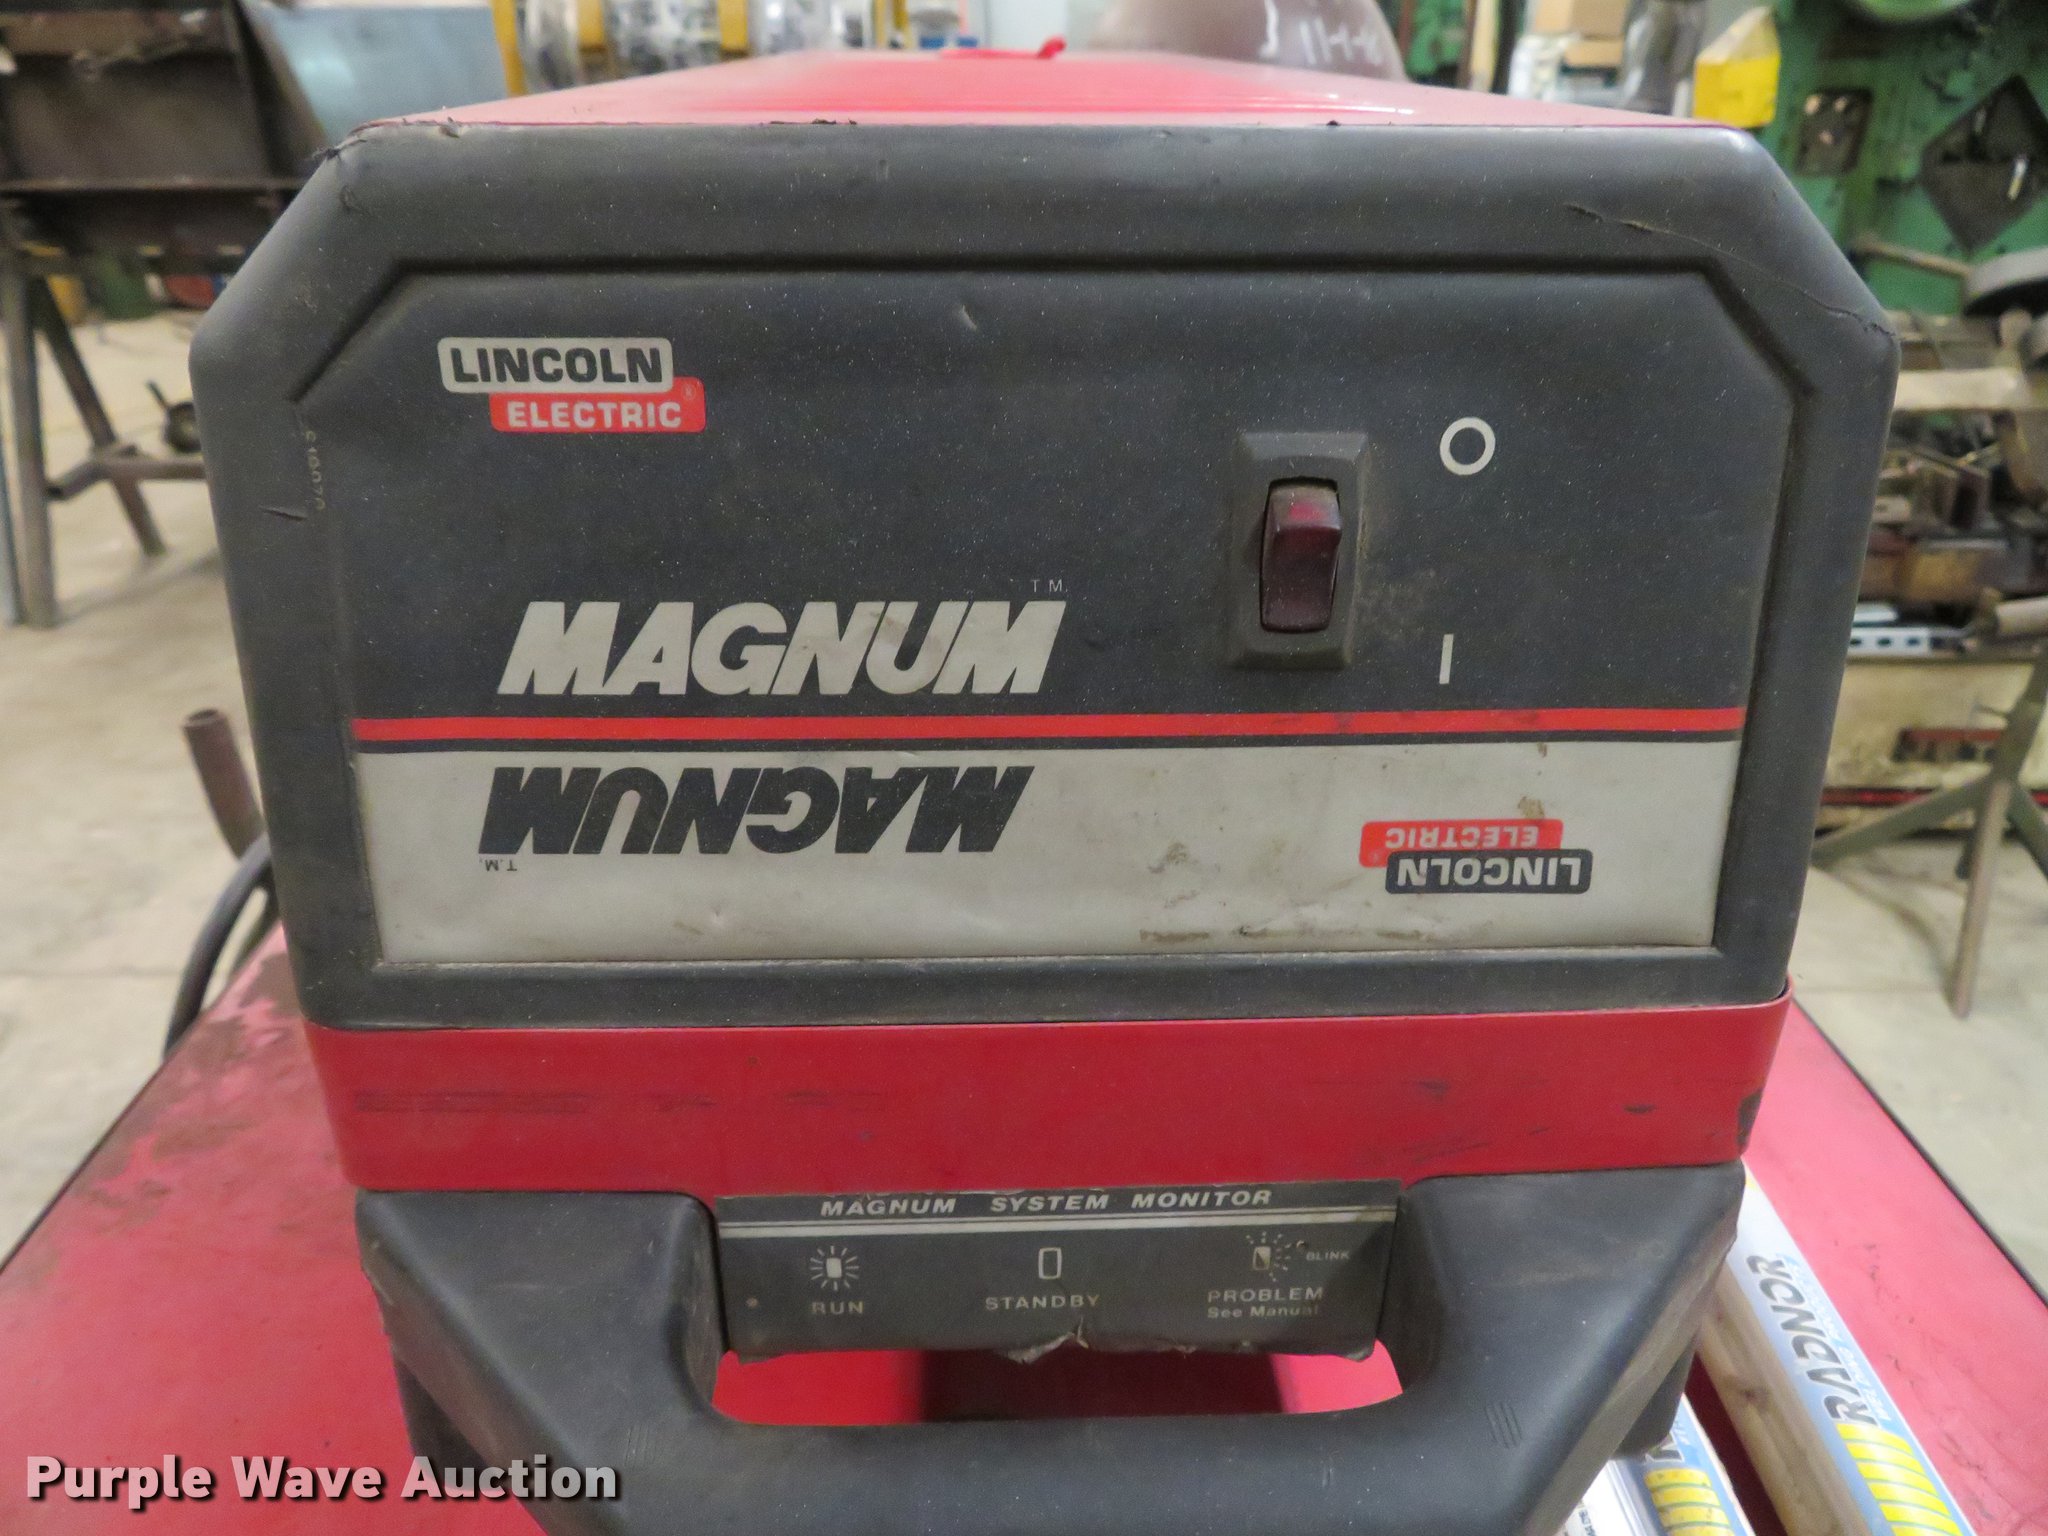 LINCOLN
ELECTRIC
®
O
T.M.
MAGNUM
I
MAGNUM
T.M.
ELECTRIC
®
LINCOLN
MAGNUM SYSTEM MONITOR
BLINK
RUN
STANDBY
PROBLEM
See Manual
RADNOR
Purple Wave Auction